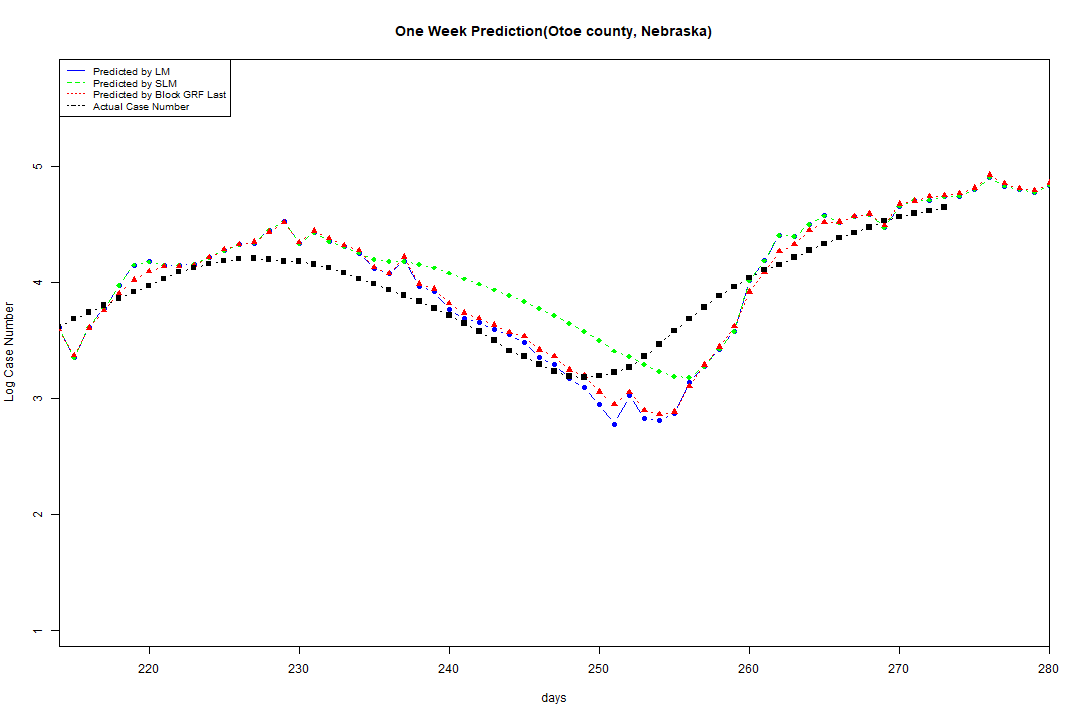 One Week Prediction(Otoe county, Nebraska)
Predicted by LM
Predicted by SLM
Predicted by Block GRF Last
Actual Case Number
5
4
3
2
1
Log Case Number
220 230 240 250 260 270 280
days